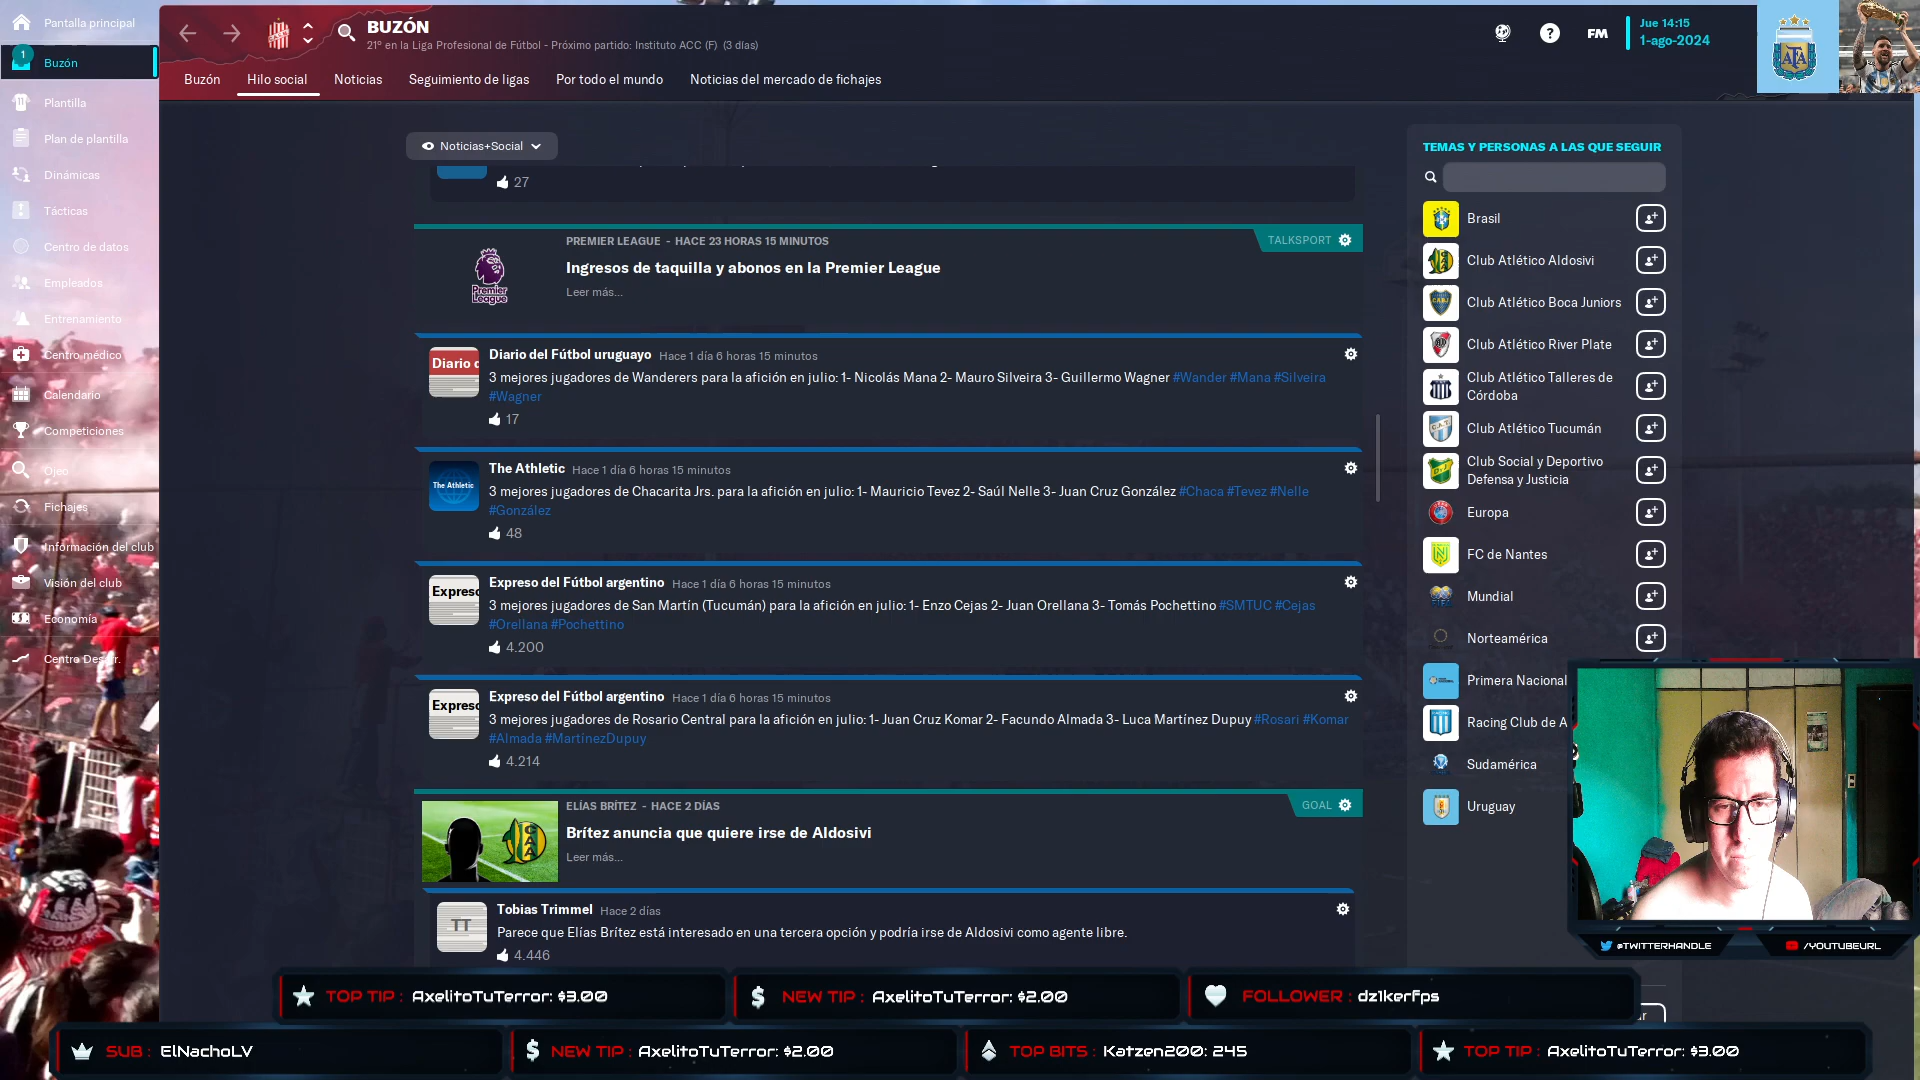 Pantalla principal
1
Buzón
Plantilla
Plan de plantilla
Dinámicas
Tácticas
Centro de datos
Empleados
Entrenamiento
Centro médico
Calendario
Competiciones
Ojeo
Fichajes
Información del club
Visión del club
Economía
BUZÓN
21º en la Liga Profesional de Fútbol - Próximo partido: Instituto ACC (F) (3 días)
? FM
Jue 14:15
1-ago-2024
AFA
Buzón Hilo social Noticias Seguimiento de ligas Por todo el mundo Noticias del mercado de fichajes
Noticias+Social
27
PREMIER LEAGUE - HACE 23 HORAS 15 MINUTOS
TALKSPORT
Ingresos de taquilla y abonos en la Premier League
Leer más...
Premier League
Diario d
Diario del Fútbol uruguayo Hace 1 día 6 horas 15 minutos
3 mejores jugadores de Wanderers para la afición en julio: 1- Nicolás Mana 2- Mauro Silveira 3- Guillermo Wagner #Wander #Mana #Silveira
#Wagner
17
The Athletic
The Athletic Hace 1 día 6 horas 15 minutos
3 mejores jugadores de Chacarita Jrs. para la afición en julio: 1- Mauricio Tevez 2- Saúl Nelle 3- Juan Cruz González #Chaca #Tevez #Nelle
#González
48
Expreso
Expreso del Fútbol argentino Hace 1 día 6 horas 15 minutos
3 mejores jugadores de San Martín (Tucumán) para la afición en julio: 1- Enzo Cejas 2- Juan Orellana 3- Tomás Pochettino #SMTUC #Cejas
#Orellana #Pochettino
4.200
Expreso
Expreso del Fútbol argentino Hace 1 día 6 horas 15 minutos
3 mejores jugadores de Rosario Central para la afición en julio: 1- Juan Cruz Komar 2- Facundo Almada 3- Luca Martínez Dupuy #Rosari #Komar
#Almada #MartínezDupuy
4.214
ELÍAS BRÍTEZ - HACE 2 DÍAS
GOAL
Brítez anuncia que quiere irse de Aldosivi
Leer más...
TT
Tobias Trimmel Hace 2 días
Parece que Elías Brítez está interesado en una tercera opción y podría irse de Aldosivi como agente libre.
4.446
TEMAS Y PERSONAS A LAS QUE SEGUIR
Brasil
Club Atlético Aldosivi
Club Atlético Boca Juniors
Club Atlético River Plate
Club Atlético Talleres de
Córdoba
Club Atlético Tucumán
Club Social y Deportivo
Defensa y Justicia
Europa
FC de Nantes
Mundial
Norteamérica
Primera Nacional
Racing Club de A
Sudamérica
Uruguay
@TWITTERHANDLE /YOUTUBEURL
TOP TIP : AxelitoTuTerror: $3.00
NEW TIP : AxelitoTuTerror: $2.00
FOLLOWER : dz1kerfps
SUB : ElNachoLV
NEW TIP : AxelitoTuTerror: $2.00
TOP BITS : Katzen200: 245
TOP TIP : AxelitoTuTerror: $3.00